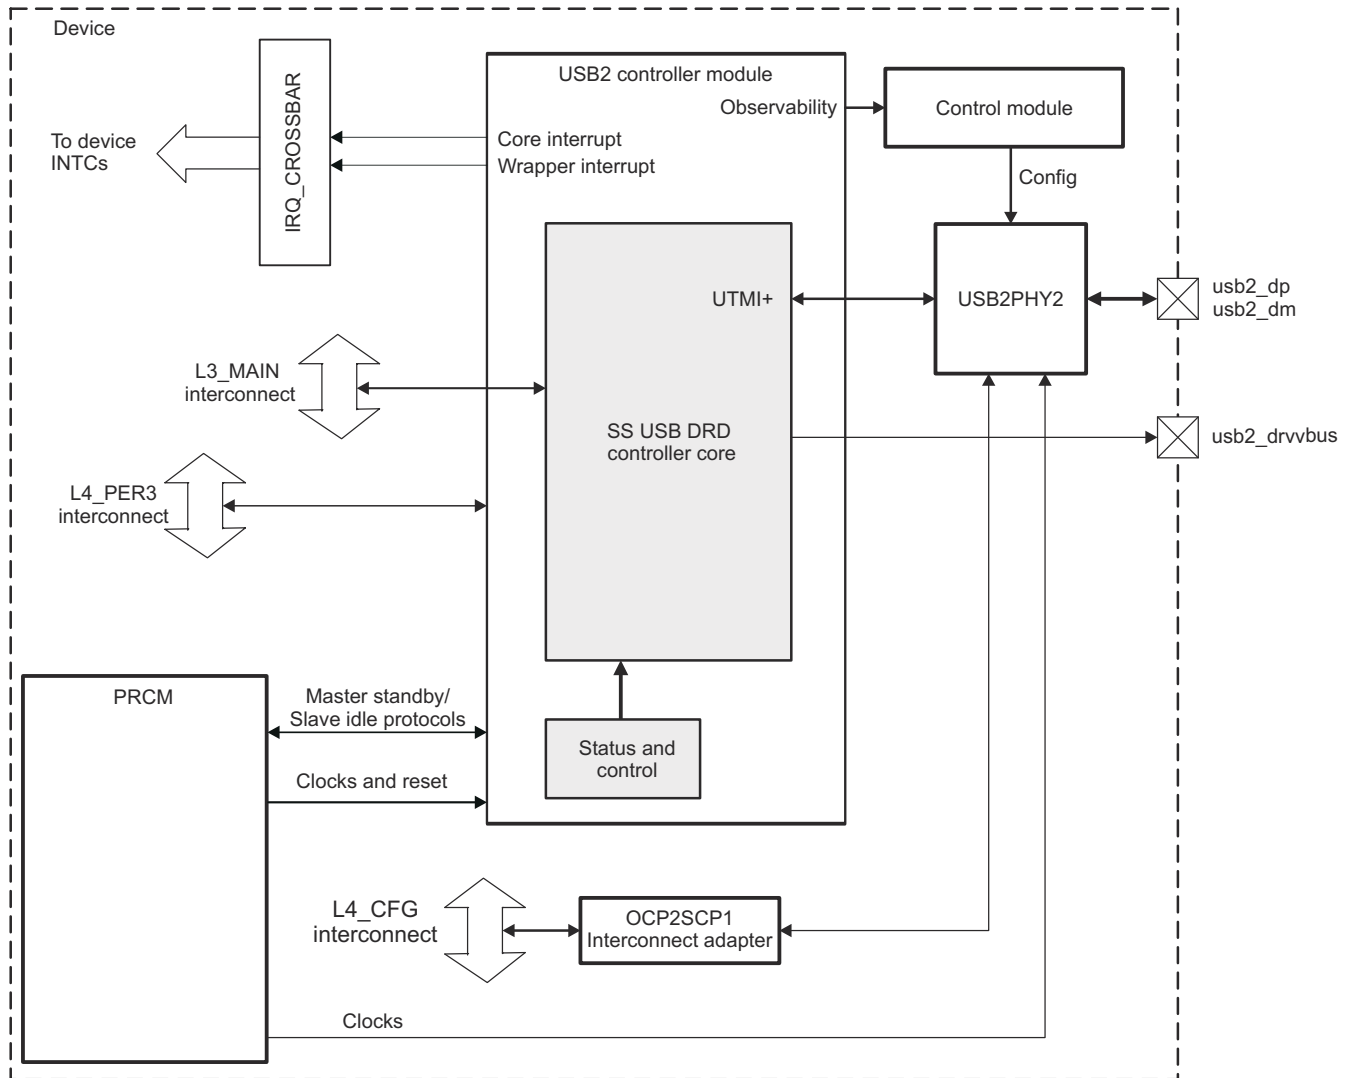 Device
USB2 controller module
Observability
Control module
To device
INTCs
IRQ_CROSSBAR
Core interrupt
Wrapper interrupt
Config
UTMI+
USB2PHY2
usb2_dp
usb2_dm
L3_MAIN
interconnect
SS USB DRD
controller core
usb2_drvvbus
L4_PER3
interconnect
PRCM
Master standby/
Slave idle protocols
Status and
control
Clocks and reset
L4_CFG
interconnect
OCP2SCP1
Interconnect adapter
Clocks